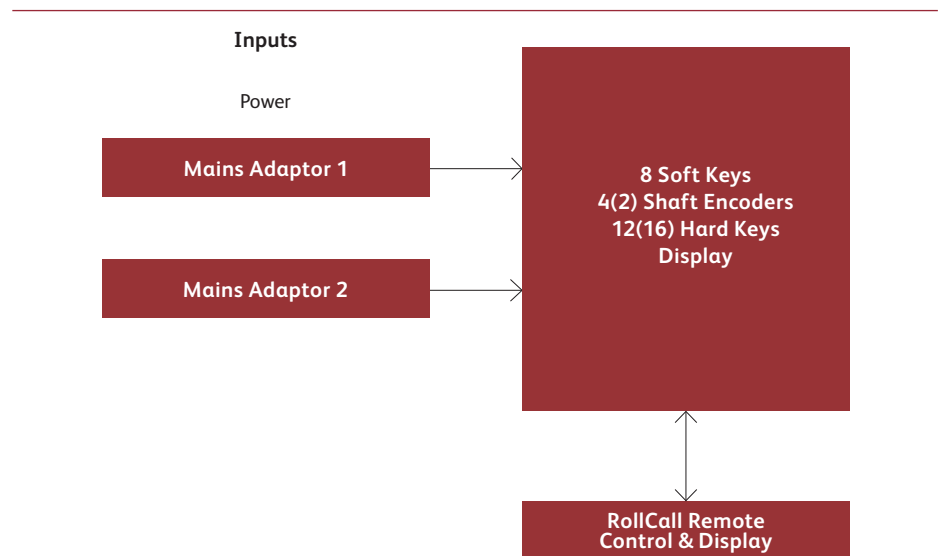 Inputs
Power
Mains Adaptor 1
Mains Adaptor 2
8 Soft Keys
4(2) Shaft Encoders
12(16) Hard Keys
Display
RollCall Remote
Control & Display